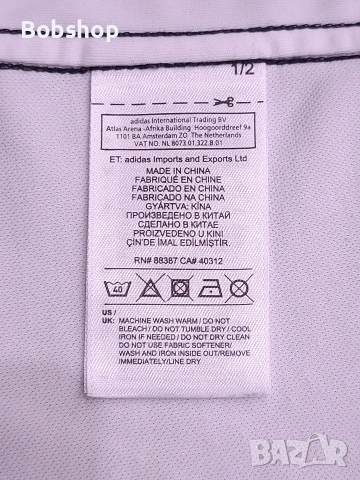 Bobshop
1/2
adidas International Trading BV
Atlas Arena -Afrika Building Hoogoorddreef 9a
1101 BA Amsterdam ZO The Netherlands
VAT NO. NL 8073.01.322.B.01
ET: adidas Imports and Exports Ltd
MADE IN CHINA
FABRIQUÉ EN CHINE
FABRICADO EN CHINA
FABRICADO NA CHINA
GYÁRTVA: KÍNA
ПРОИЗВЕДЕНО В КИТАЙ
СДЕЛАНО В КИТАЕ
PROIZVEDENO U KINI
ÇİN'DE İMAL EDİLMİŞTİR.
RN# 88387 CA# 40312
40
US /
UK: MACHINE WASH WARM / DO NOT
BLEACH / DO NOT TUMBLE DRY / COOL
IRON IF NEEDED / DO NOT DRY CLEAN
DO NOT USE FABRIC SOFTENER/
WASH AND IRON INSIDE OUT/REMOVE
IMMEDIATELY/LINE DRY
BAZAR
bg